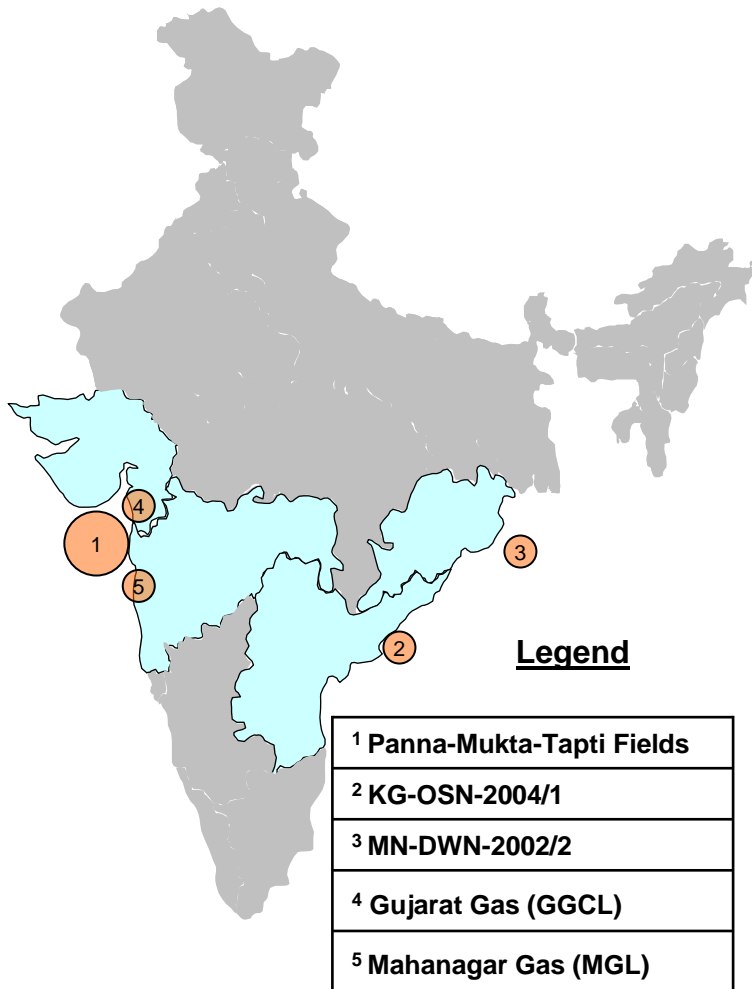 4
1
3
5
2
Legend
1 Panna-Mukta-Tapti Fields
2 KG-OSN-2004/1
3 MN-DWN-2002/2
4 Gujarat Gas (GGCL)
5 Mahanagar Gas (MGL)